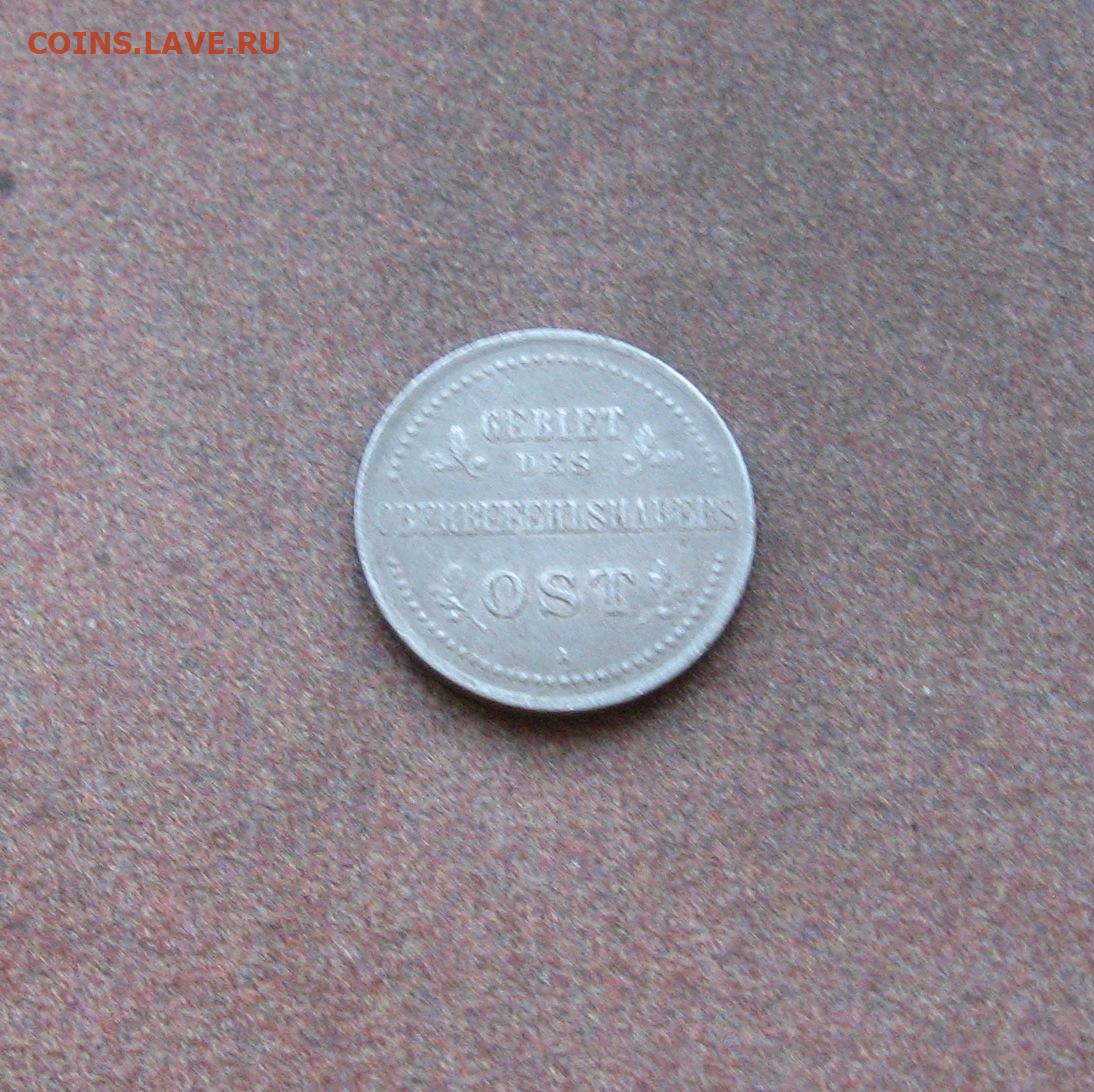 COINS.LAVE.RU
GEBIET
DES
OBERBEFEHLSHABERS
OST
A